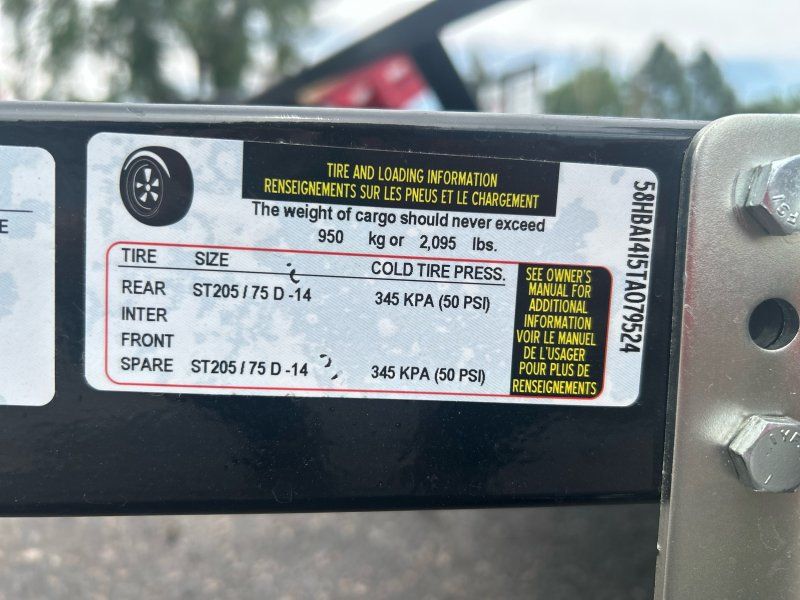 E
TIRE AND LOADING INFORMATION
RENSEIGNEMENTS SUR LES PNEUS ET LE CHARGEMENT
The weight of cargo should never exceed
950 kg or 2,095 lbs.
TIRE SIZE COLD TIRE PRESS.
REAR ST205 / 75 D -14 345 KPA (50 PSI)
INTER
FRONT
SPARE ST205 / 75 D -14 345 KPA (50 PSI)
SEE OWNER'S
MANUAL FOR
ADDITIONAL
INFORMATION
VOIR LE MANUEL
DE L'USAGER
POUR PLUS DE
RENSEIGNEMENTS
58HBA1415TA079524